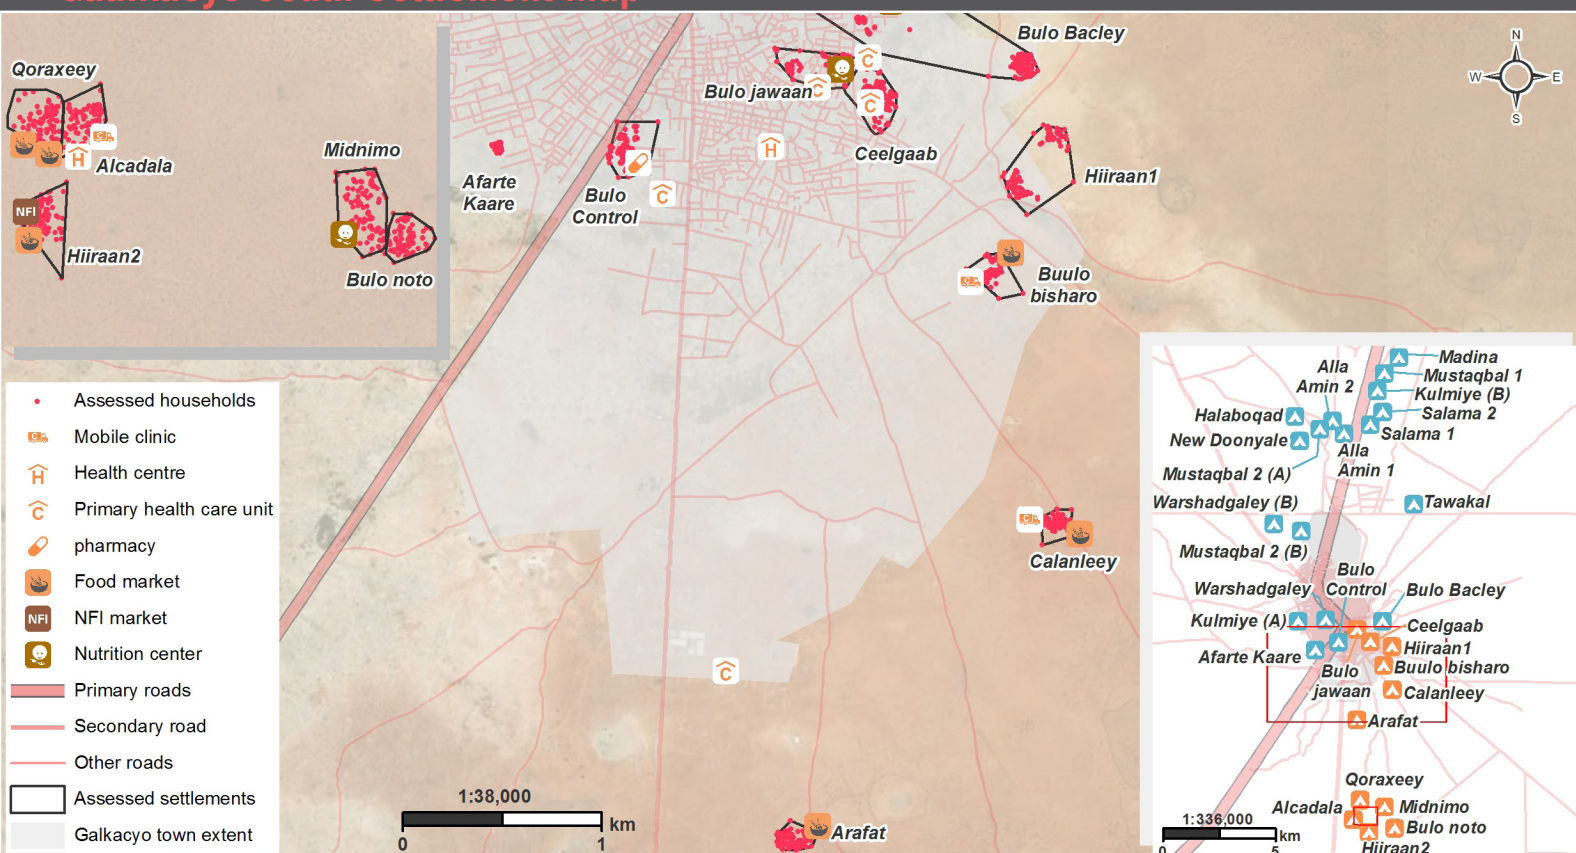 Galkacyo South Settlement Map
Qoraxeey
Alcadala
NFI
Hiiraan2
Midnimo
Bulo noto
Afarte
Kaare
Bulo
Control
Bulo jawaan
Ceelgaab
Bulo Bacley
Hiiraan1
Buulo
bisharo
Calanleey
Arafat
N
W
E
S
H
C
C
C
C
C
H
C
C
C
Assessed households
C
Mobile clinic
H
Health centre
C
Primary health care unit
pharmacy
Food market
NFI
NFI market
Nutrition center
Primary roads
Secondary road
Other roads
Assessed settlements
Galkacyo town extent
1:38,000
km
0
1
Madina
Mustaqbal 1
Kulmiye (B)
Salama 2
Salama 1
Alla
Amin 2
Halaboqad
New Doonyale
Alla
Amin 1
Mustaqbal 2 (A)
Warshadgaley (B)
Tawakal
Mustaqbal 2 (B)
Bulo
Control
Warshadgaley
Bulo Bacley
Kulmiye (A)
Ceelgaab
Hiiraan1
Afarte Kaare
Buulo bisharo
Bulo
jawaan
Calanleey
Arafat
Qoraxeey
Alcadala
Midnimo
Bulo noto
Hiiraan2
1:336,000
km
0
5